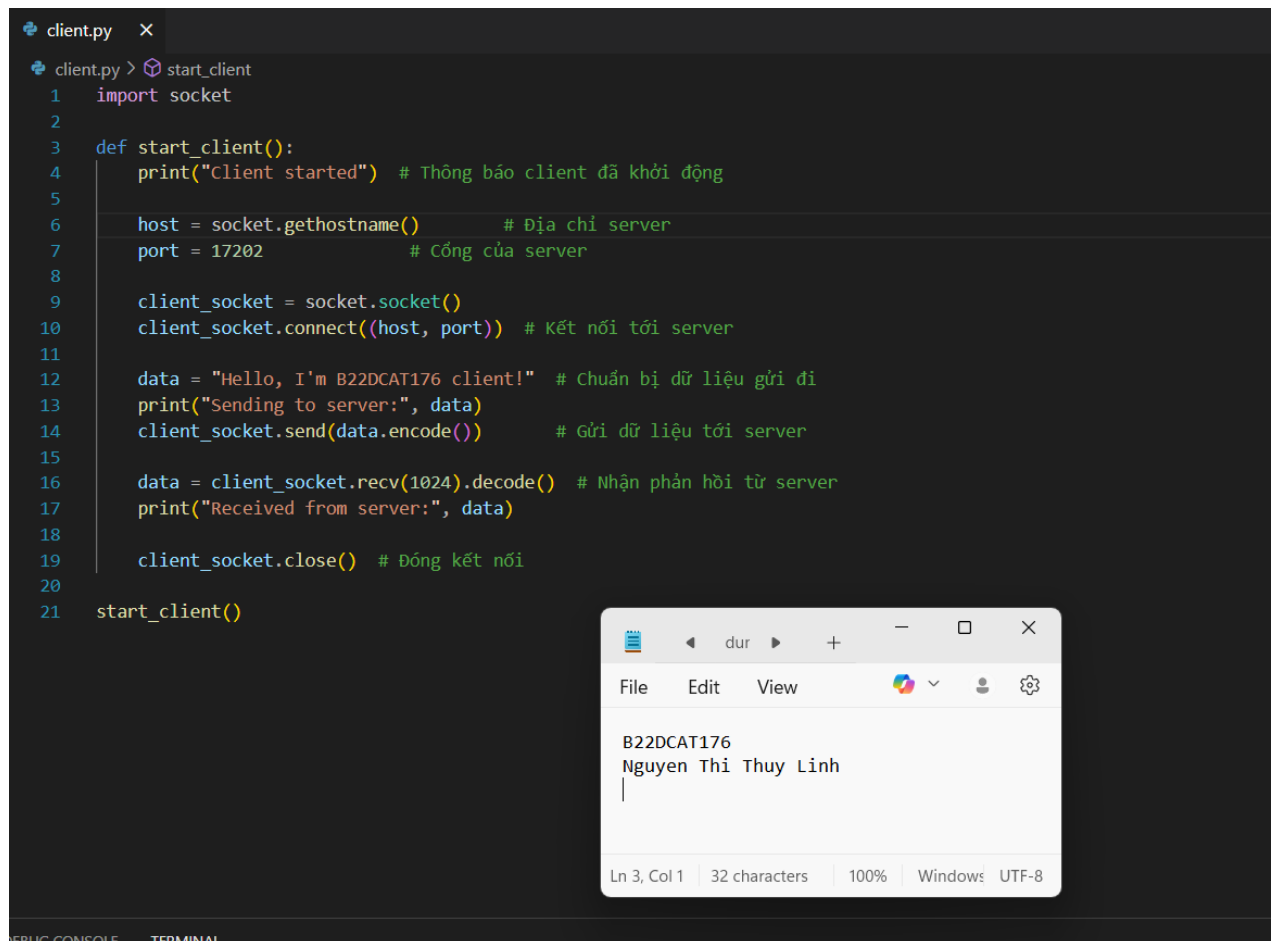 client.py
client.py > start_client
1 import socket
2
3 def start_client():
4     print("Client started")  # Thông báo client đã khởi động
5
6     host = socket.gethostname()        # Địa chỉ server
7     port = 17202              # Cổng của server
8
9     client_socket = socket.socket()
10     client_socket.connect((host, port))  # Kết nối tới server
11
12     data = "Hello, I'm B22DCAT176 client!"  # Chuẩn bị dữ liệu gửi đi
13     print("Sending to server:", data)
14     client_socket.send(data.encode())       # Gửi dữ liệu tới server
15
16     data = client_socket.recv(1024).decode()  # Nhận phản hồi từ server
17     print("Received from server:", data)
18
19     client_socket.close()  # Đóng kết nối
20
21 start_client()
dur
File Edit View
B22DCAT176
Nguyen Thi Thuy Linh
Ln 3, Col 1 32 characters 100% Windows UTF-8
DEBUG CONSOLE TERMINAL